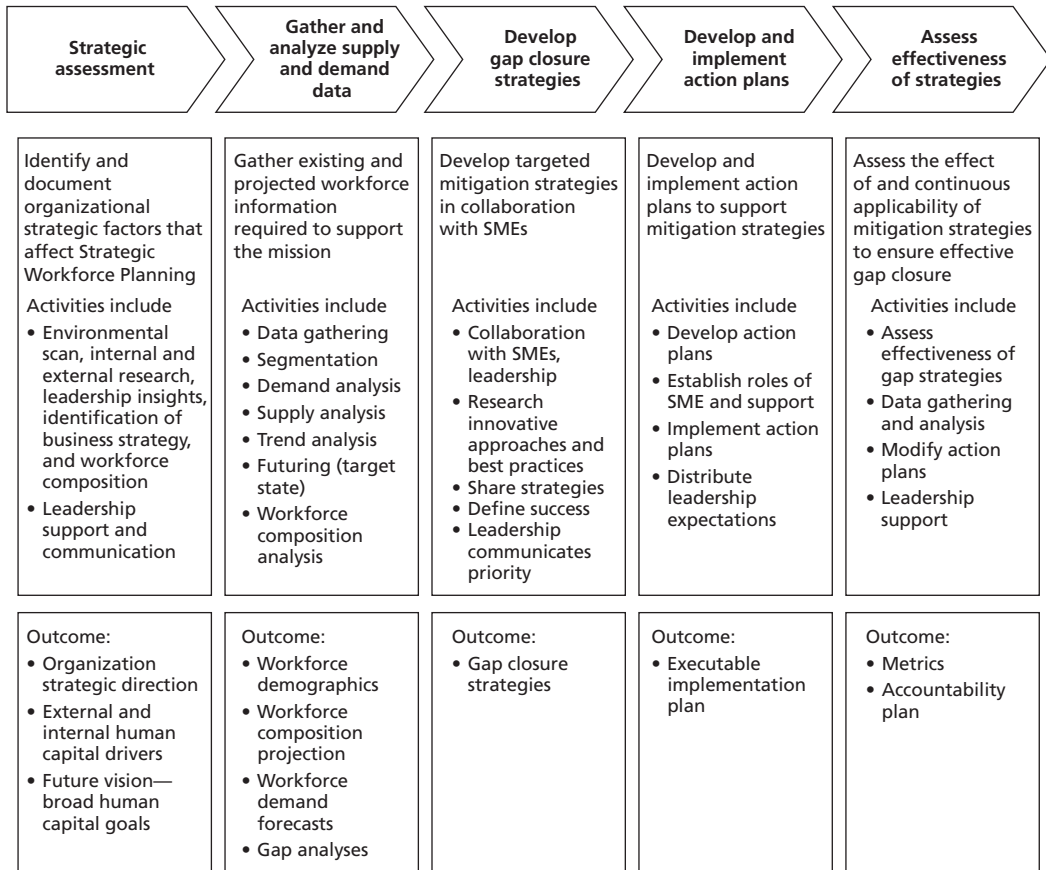 Strategic
assessment
Gather and
analyze supply
and demand
data
Develop
gap closure
strategies
Develop and
implement
action plans
Assess
effectiveness
of strategies
Identify and
document
organizational
strategic factors that
affect Strategic
Workforce Planning
Activities include
• Environmental
scan, internal and
external research,
leadership insights,
identification of
business strategy,
and workforce
composition
• Leadership
support and
communication
Gather existing and
projected workforce
information
required to support
the mission
Activities include
• Data gathering
• Segmentation
• Demand analysis
• Supply analysis
• Trend analysis
• Futuring (target
state)
• Workforce
composition
analysis
Develop targeted
mitigation strategies
in collaboration
with SMEs
Activities include
• Collaboration
with SMEs,
leadership
• Research
innovative
approaches and
best practices
• Share strategies
• Define success
• Leadership
communicates
priority
Develop and
implement action
plans to support
mitigation strategies
Activities include
• Develop action
plans
• Establish roles of
SME and support
• Implement action
plans
• Distribute
leadership
expectations
Assess the effect
of and continuous
applicability of
mitigation strategies
to ensure effective
gap closure
Activities include
• Assess
effectiveness of
gap strategies
• Data gathering
and analysis
• Modify action
plans
• Leadership
support
Outcome:
• Organization
strategic direction
• External and
internal human
capital drivers
• Future vision—
broad human
capital goals
Outcome:
• Workforce
demographics
• Workforce
composition
projection
• Workforce
demand
forecasts
• Gap analyses
Outcome:
• Gap closure
strategies
Outcome:
• Executable
implementation
plan
Outcome:
• Metrics
• Accountability
plan